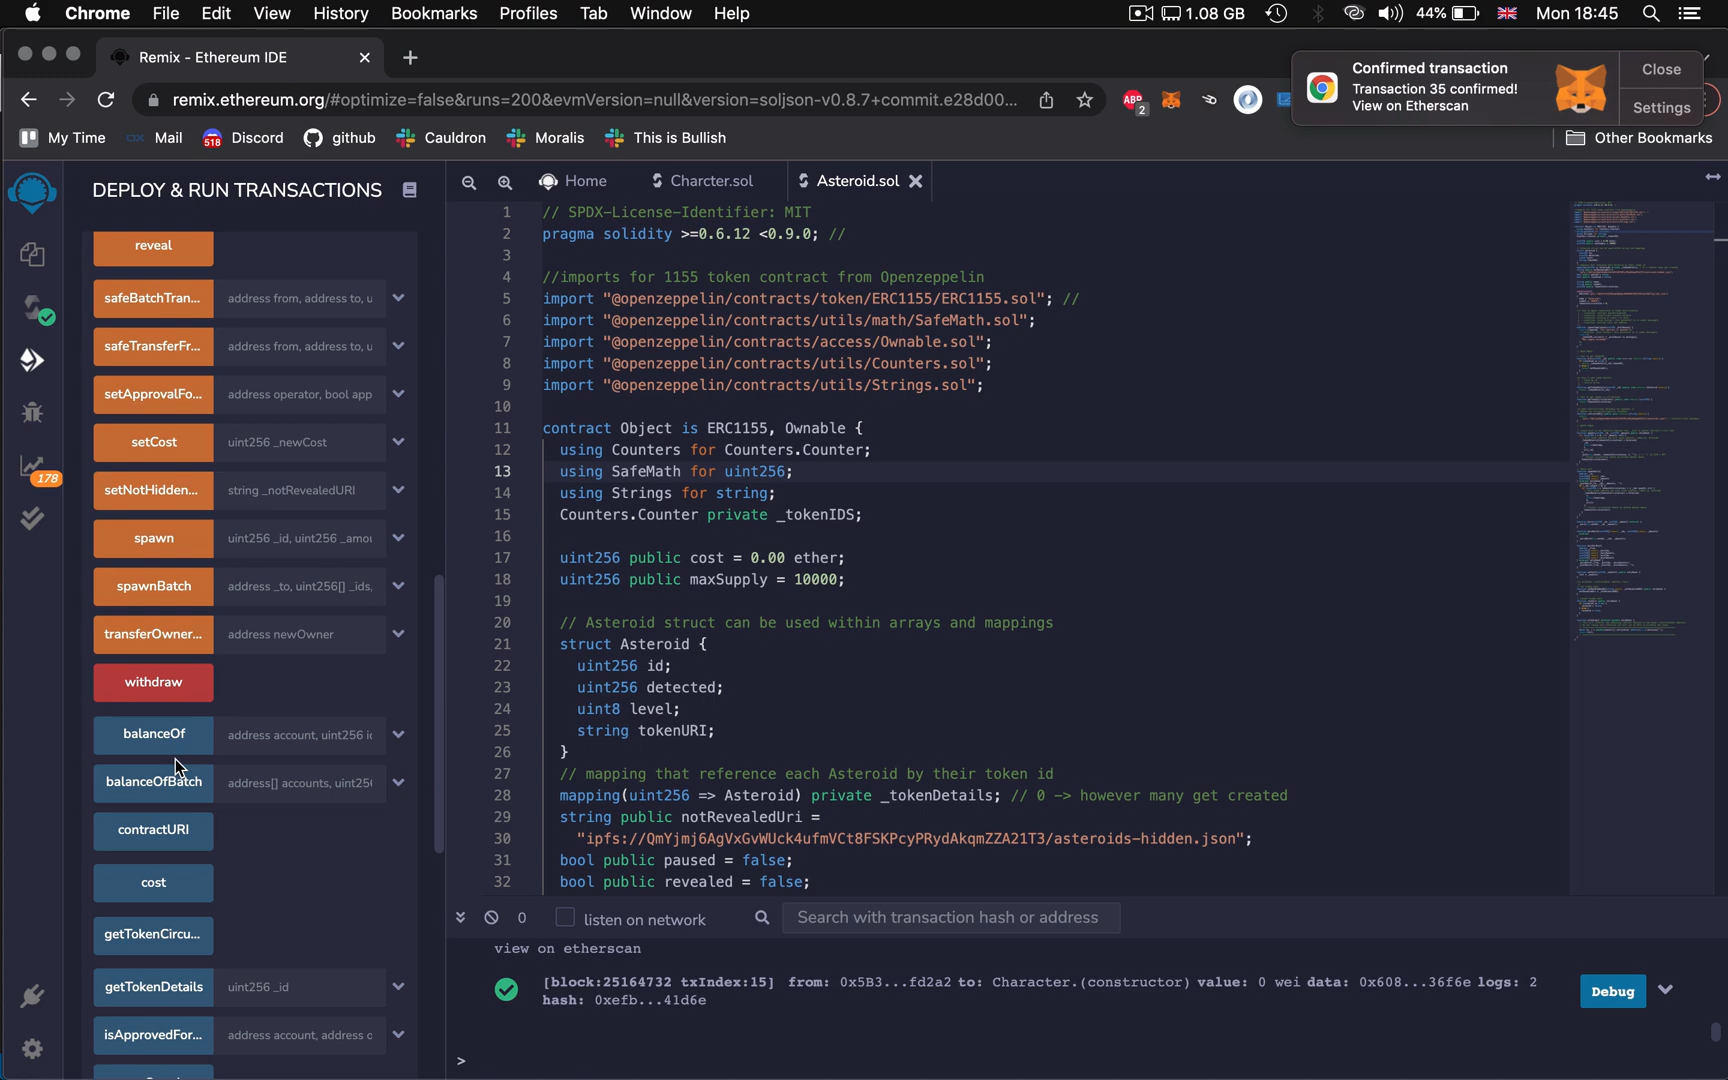 Chrome File Edit View History Bookmarks Profiles Tab Window Help 1.08 GB 44% Mon 18:45
Remix - Ethereum IDE
remix.ethereum.org/#optimize=false&runs=200&evmVersion=null&version=soljson-v0.8.7+commit.e28d00...
ABP 2
Confirmed transaction
Transaction 35 confirmed!
View on Etherscan
Close
Settings
My Time Mail 518 Discord github Cauldron Moralis This is Bullish Other Bookmarks
DEPLOY & RUN TRANSACTIONS
178
reveal
safeBatchTran... address from, address to, u
safeTransferFr... address from, address to, u
setApprovalFo... address operator, bool app
setCost uint256 _newCost
setNotHidden... string _notRevealedURI
spawn uint256 _id, uint256 _amou
spawnBatch address _to, uint256[] _ids,
transferOwner... address newOwner
withdraw
balanceOf address account, uint256 ic
balanceOfBatch address[] accounts, uint25
contractURI
cost
getTokenCircu...
getTokenDetails uint256 _id
isApprovedFor... address account, address c
Home Charcter.sol Asteroid.sol
1 // SPDX-License-Identifier: MIT
2 pragma solidity >=0.6.12 <0.9.0; //
3
4 //imports for 1155 token contract from Openzeppelin
5 import "@openzeppelin/contracts/token/ERC1155/ERC1155.sol"; //
6 import "@openzeppelin/contracts/utils/math/SafeMath.sol";
7 import "@openzeppelin/contracts/access/Ownable.sol";
8 import "@openzeppelin/contracts/utils/Counters.sol";
9 import "@openzeppelin/contracts/utils/Strings.sol";
10
11 contract Object is ERC1155, Ownable {
12 using Counters for Counters.Counter;
13 using SafeMath for uint256;
14 using Strings for string;
15 Counters.Counter private _tokenIDS;
16
17 uint256 public cost = 0.00 ether;
18 uint256 public maxSupply = 10000;
19
20 // Asteroid struct can be used within arrays and mappings
21 struct Asteroid {
22 uint256 id;
23 uint256 detected;
24 uint8 level;
25 string tokenURI;
26 }
27 // mapping that reference each Asteroid by their token id
28 mapping(uint256 => Asteroid) private _tokenDetails; // 0 -> however many get created
29 string public notRevealedUri =
30 "ipfs://QmYjmj6AgVxGvWUck4ufmVCt8FSKPcyPRydAkqmZZA21T3/asteroids-hidden.json";
31 bool public paused = false;
32 bool public revealed = false;
0 listen on network Search with transaction hash or address
view on etherscan
[block:25164732 txIndex:15] from: 0x5B3...fd2a2 to: Character.(constructor) value: 0 wei data: 0x608...36f6e logs: 2
hash: 0xefb...41d6e
Debug
>